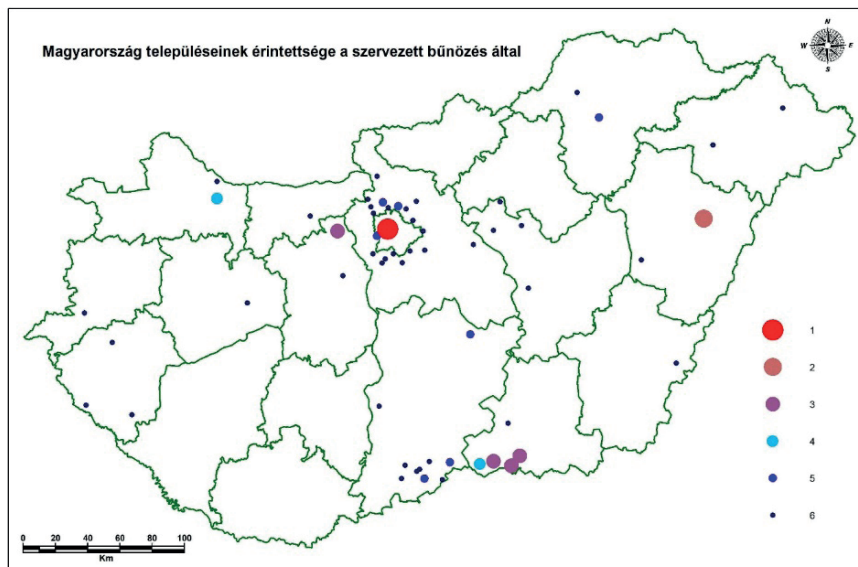 Magyarország településeinek érintettsége a szervezett bűnözés által
N
W
E
S
1
2
3
4
5
6
0
20
40
60
80
100
Km